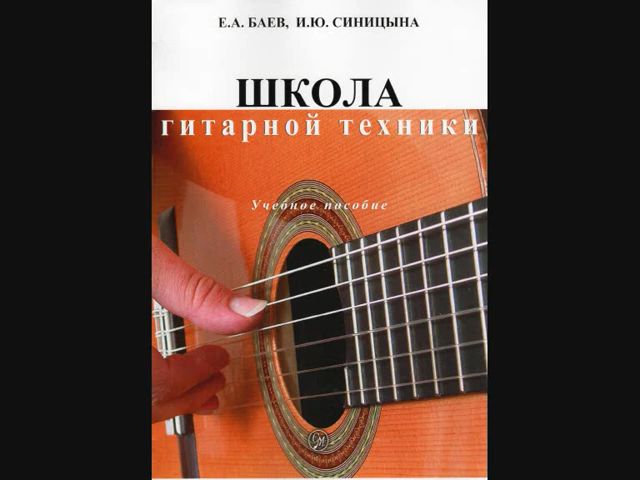 Е.А. БАЕВ, И.Ю. СИНИЦЫНА
ШКОЛА
гитарной техники
Учебное пособие